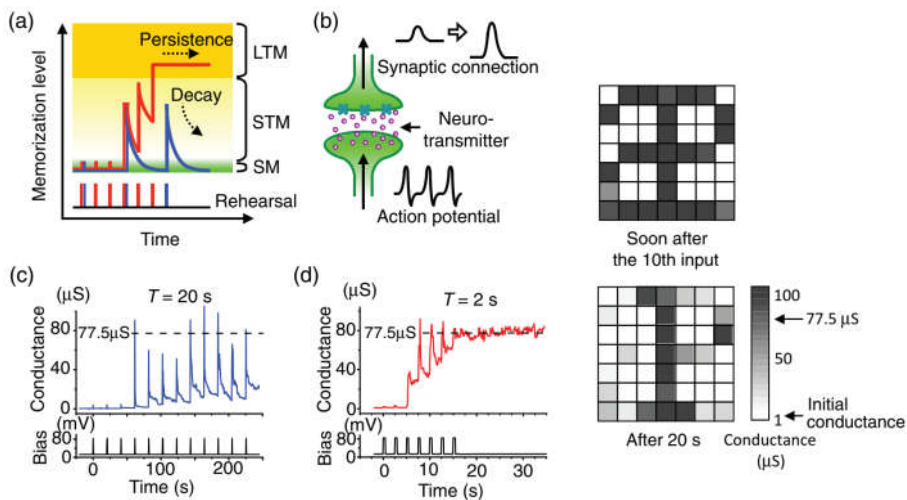 (a)
Memorization level
Persistence
Decay
LTM
STM
SM
Rehearsal
Time
(b)
Synaptic connection
Neuro-
transmitter
Action potential
Soon after
the 10th input
(c)
(μS)
T = 20 s
77.5μS
Conductance
80
40
0
(mV)
Bias
80
0
0 100 200
Time (s)
(d)
(μS)
T = 2 s
77.5μS
Conductance
80
40
0
(mV)
Bias
80
0
0 10 20 30
Time (s)
100
77.5 μS
50
Initial
conductance
1
After 20 s
Conductance
(μS)